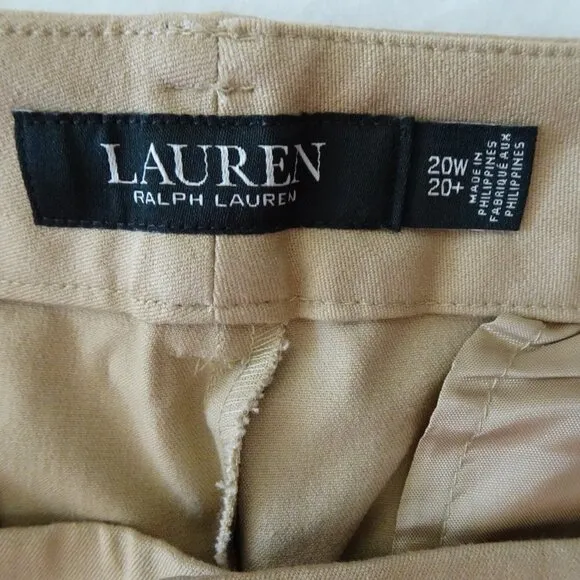 LAUREN
RALPH LAUREN
20W
20+
MADE IN
PHILIPPINES
FABRIQUÉ AUX
PHILIPPINES